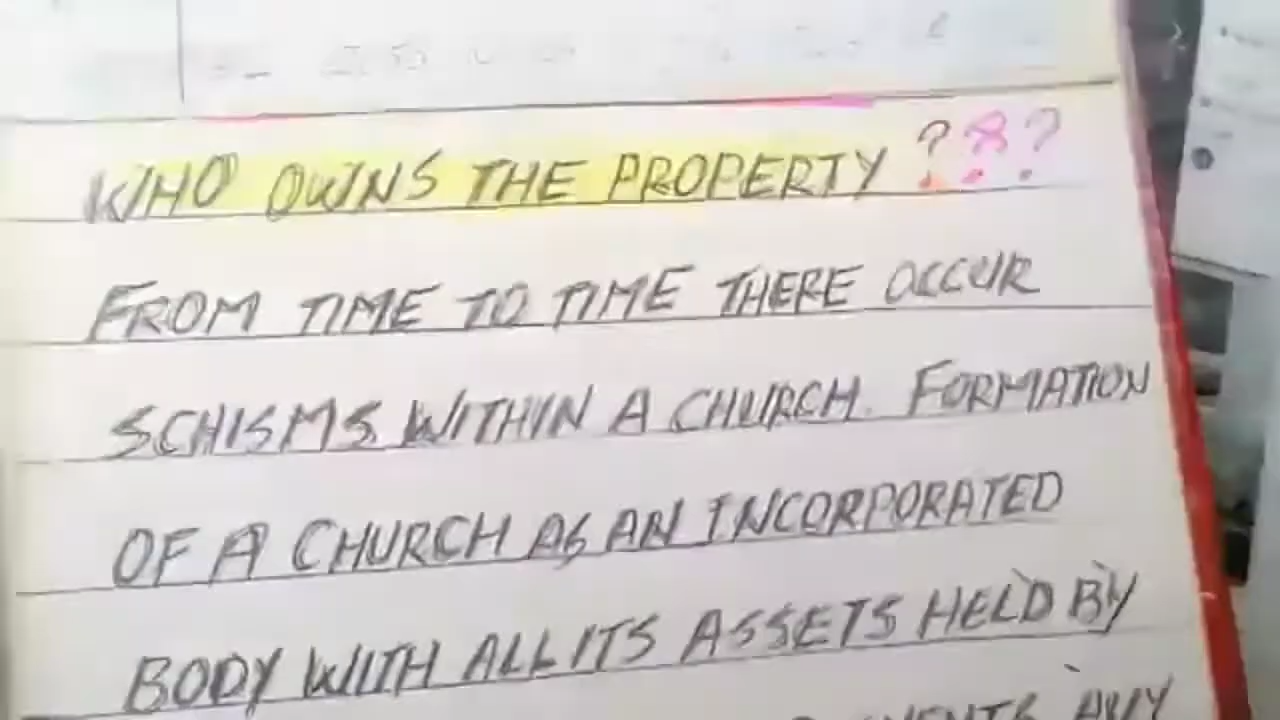 WHO OWNS THE PROPERTY ???
FROM TIME TO TIME THERE OCCUR
SCHISMS WITHIN A CHURCH. FORMATION
OF A CHURCH AS AN INCORPORATED
BODY WITH ALL ITS ASSETS HELD BY
ANY